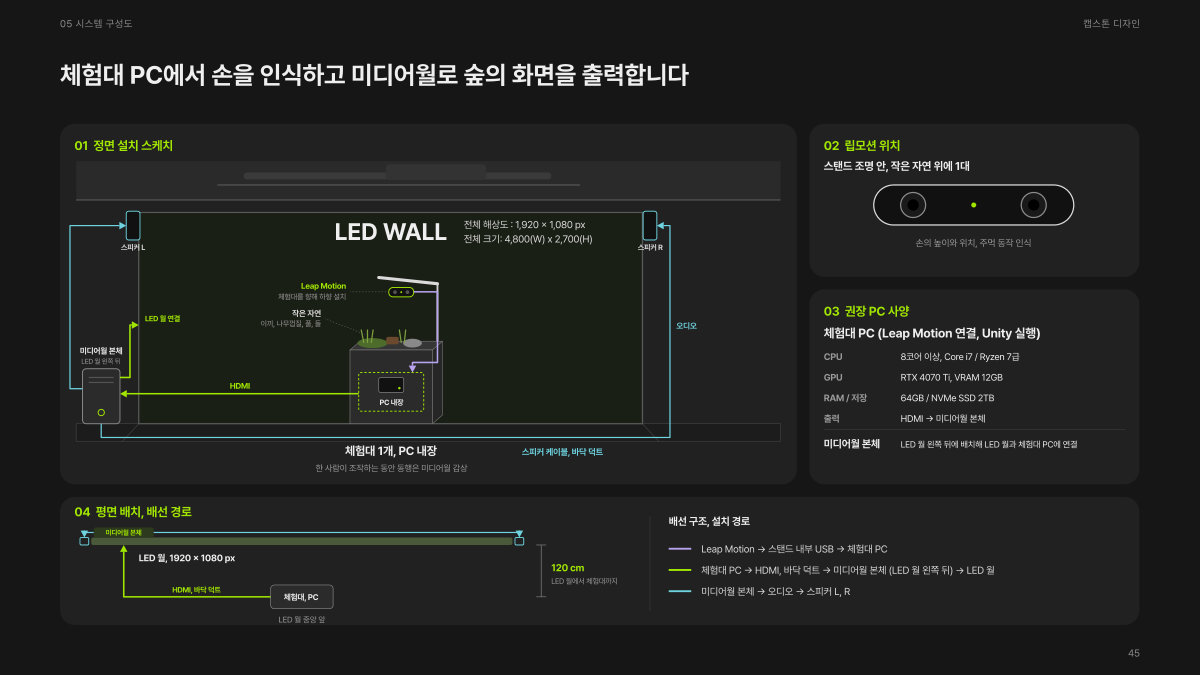 05 시스템 구성도
캡스톤 디자인
체험대 PC에서 손을 인식하고 미디어월로 숲의 화면을 출력합니다
01 정면 설치 스케치
LED WALL
전체 해상도 : 1,920 × 1,080 px
전체 크기: 4,800(W) x 2,700(H)
스피커 L
스피커 R
Leap Motion
체험대를 향해 하향 설치
작은 자연
이끼, 나무껍질, 풀, 돌
LED 월 연결
오디오
미디어월 본체
LED 월 왼쪽 뒤
HDMI
PC 내장
체험대 1개, PC 내장
스피커 케이블, 바닥 덕트
한 사람이 조작하는 동안 동행은 미디어월 감상
02 립모션 위치
스탠드 조명 안, 작은 자연 위에 1대
손의 높이와 위치, 주먹 동작 인식
03 권장 PC 사양
체험대 PC (Leap Motion 연결, Unity 실행)
CPU 8코어 이상, Core i7 / Ryzen 7급
GPU RTX 4070 Ti, VRAM 12GB
RAM / 저장 64GB / NVMe SSD 2TB
출력 HDMI → 미디어월 본체
미디어월 본체 LED 월 왼쪽 뒤에 배치해 LED 월과 체험대 PC에 연결
04 평면 배치, 배선 경로
미디어월 본체
LED 월, 1920 × 1080 px
HDMI, 바닥 덕트
체험대, PC
LED 월 중앙 앞
120 cm
LED 월에서 체험대까지
배선 구조, 설치 경로
Leap Motion → 스탠드 내부 USB → 체험대 PC
체험대 PC → HDMI, 바닥 덕트 → 미디어월 본체 (LED 월 왼쪽 뒤) → LED 월
미디어월 본체 → 오디오 → 스피커 L, R
45